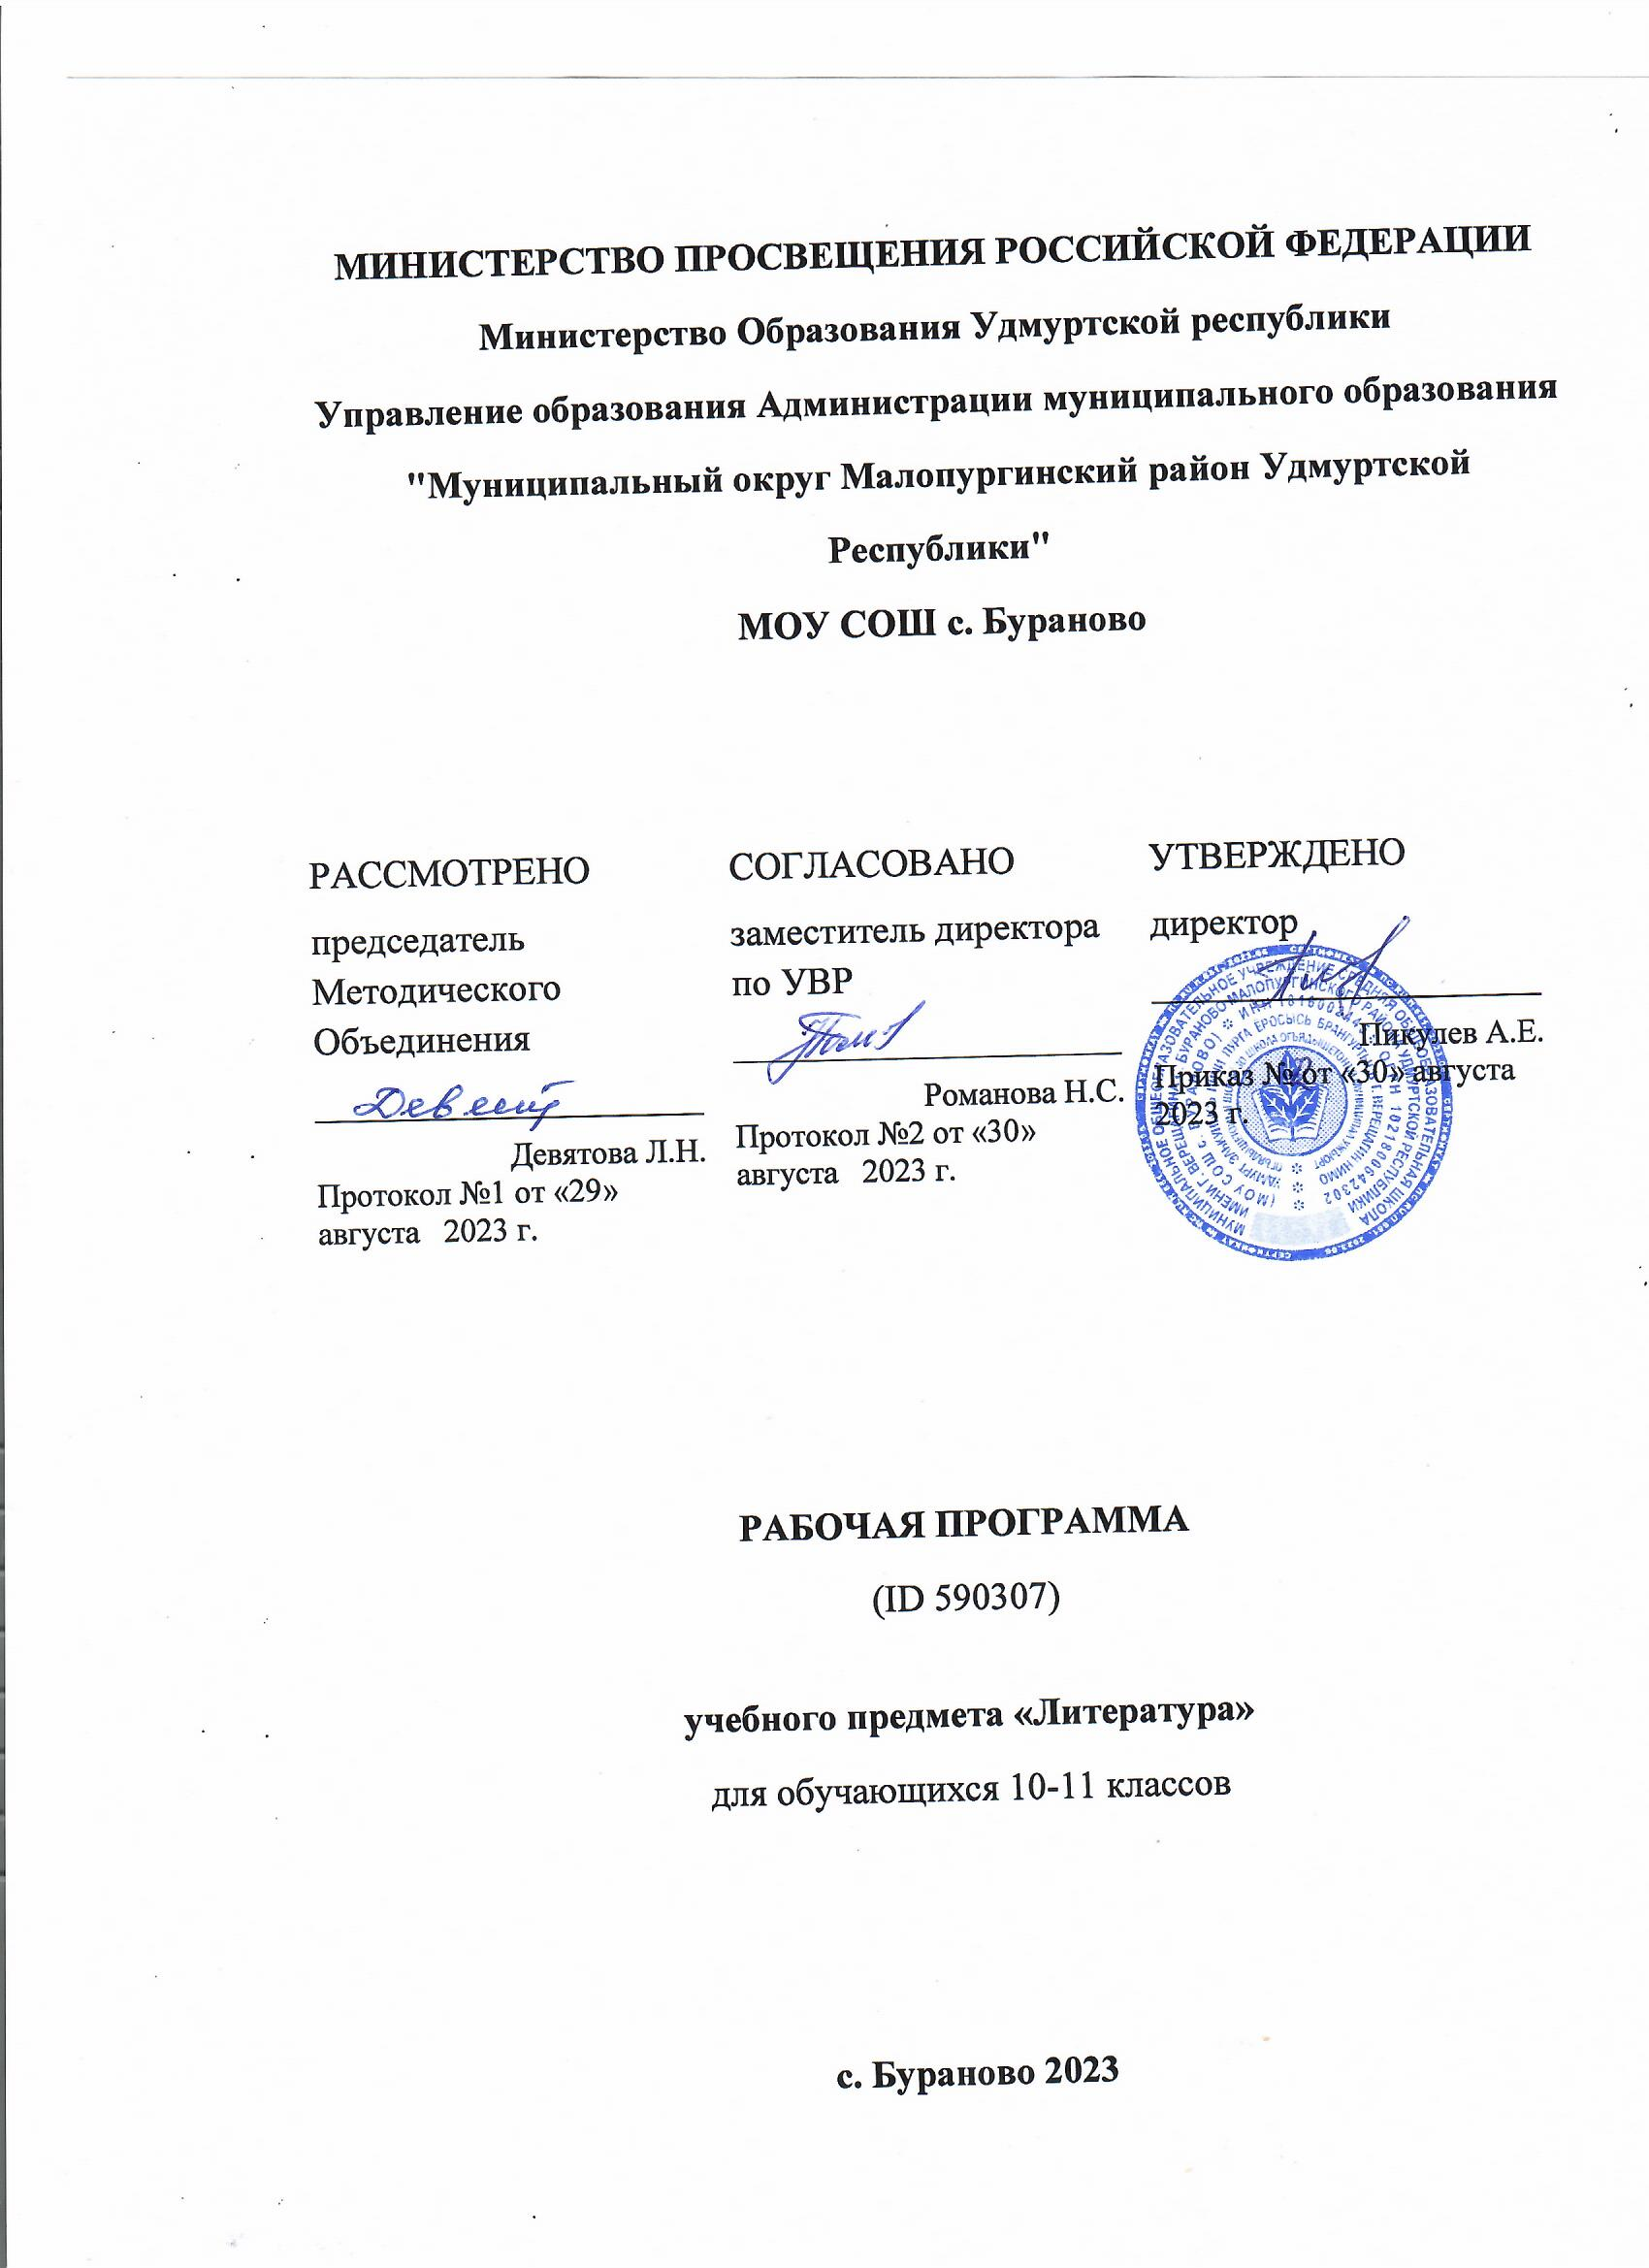 МИНИСТЕРСТВО ПРОСВЕЩЕНИЯ РОССИЙСКОЙ ФЕДЕРАЦИИ
Министерство Образования Удмуртской республики
Управление образования Администрации муниципального образования
"Муниципальный округ Малопургинский район Удмуртской
Республики"
МОУ СОШ с. Бураново
РАССМОТРЕНО
председатель
Методического
Объединения
Девятова Л.Н.
Протокол №1 от «29»
августа 2023 г.
СОГЛАСОВАНО
заместитель директора
по УВР
Романова Н.С.
Протокол №2 от «30»
августа 2023 г.
УТВЕРЖДЕНО
директор
Пикулев А.Е.
Приказ № от «30» августа
2023 г.
РАБОЧАЯ ПРОГРАММА
(ID 590307)
учебного предмета «Литература»
для обучающихся 10-11 классов
с. Бураново 2023